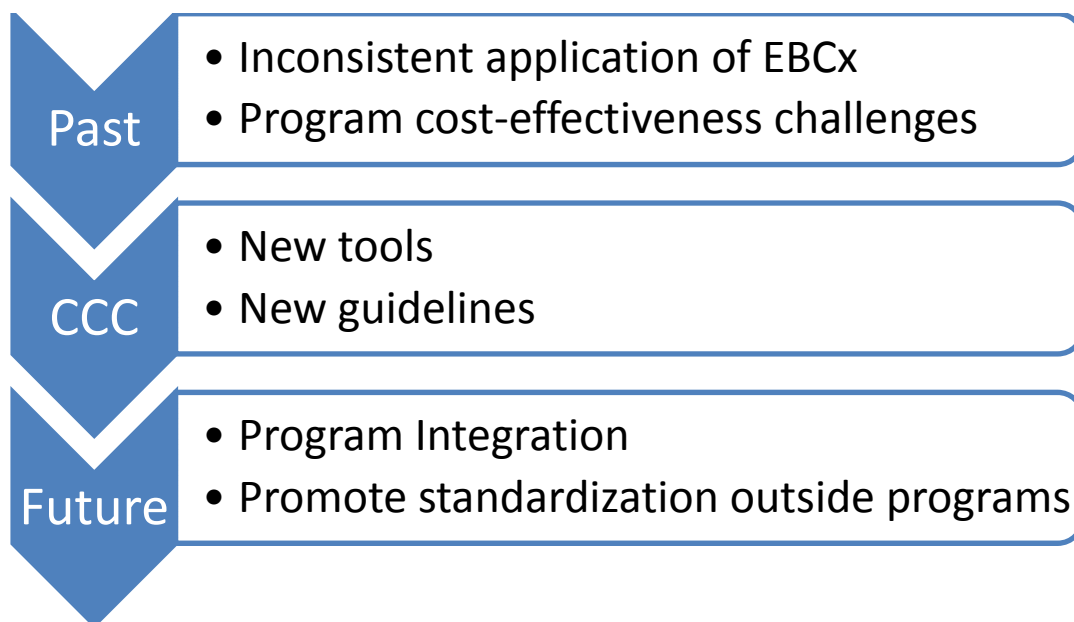 Past
• Inconsistent application of EBCx
• Program cost-effectiveness challenges
CCC
• New tools
• New guidelines
Future
• Program Integration
• Promote standardization outside programs